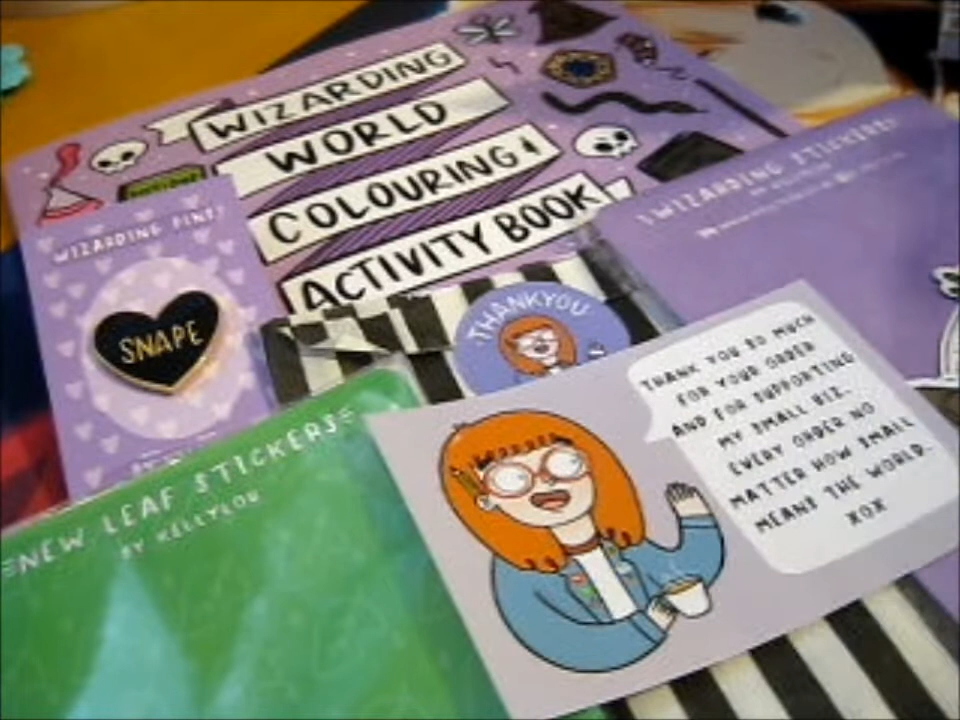 WIZARDING
WORLD
COLOURING &
ACTIVITY BOOK
WIZARDING PINS
SNAPE
WIZARDING STICKERS
THANKYOU
THANK YOU SO MUCH
FOR YOUR ORDER
AND FOR SUPPORTING
MY SMALL BIZ.
EVERY ORDER NO
MATTER HOW SMALL
MEANS THE WORLD.
XOX
NEW LEAF STICKERS
BY KELLYLOU